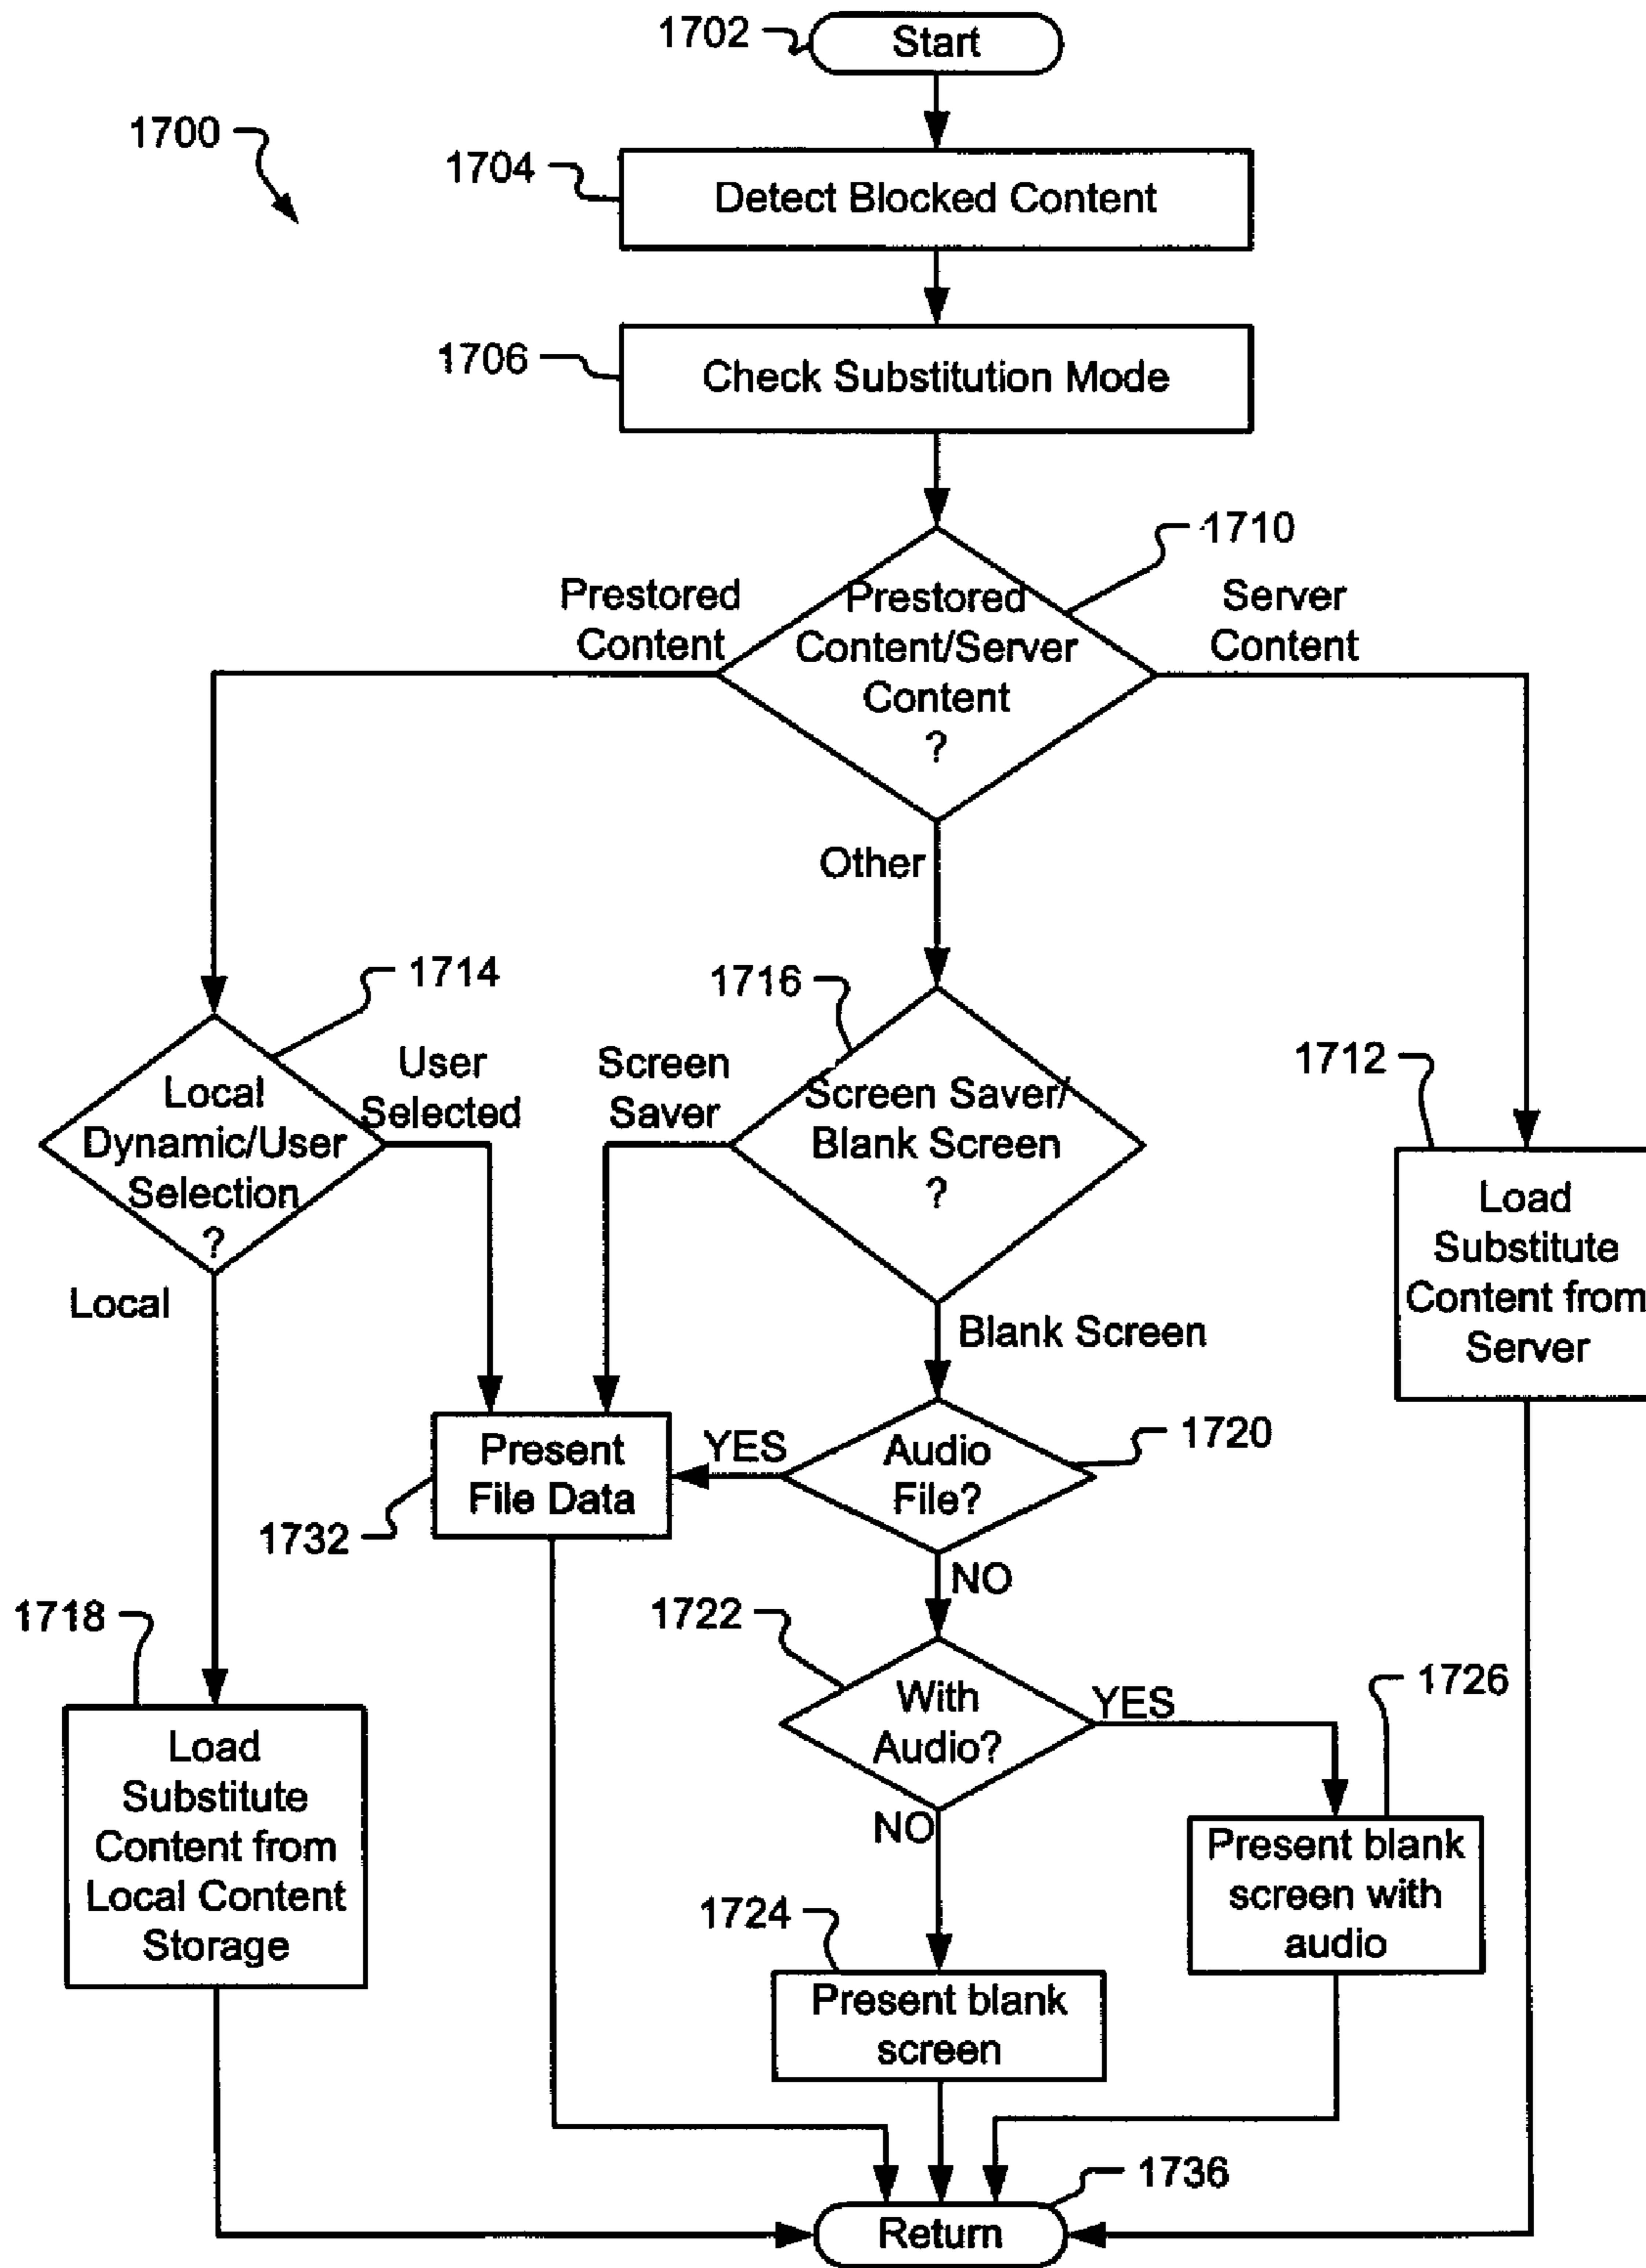 1702
Start
1700
1704
Detect Blocked Content
1706
Check Substitution Mode
1710
Prestored
Content
Prestored
Content/Server
Content
?
Server
Content
Other
1714
1716
1712
Local
Dynamic/User
Selection
?
User
Selected
Screen
Saver
Screen Saver/
Blank Screen
?
Load
Substitute
Content from
Server
Local
Blank Screen
Present
File Data
YES
Audio
File?
1720
1732
NO
1718
1722
With
Audio?
YES
1726
Load
Substitute
Content from
Local Content
Storage
NO
Present blank
screen with
audio
1724
Present blank
screen
1736
Return